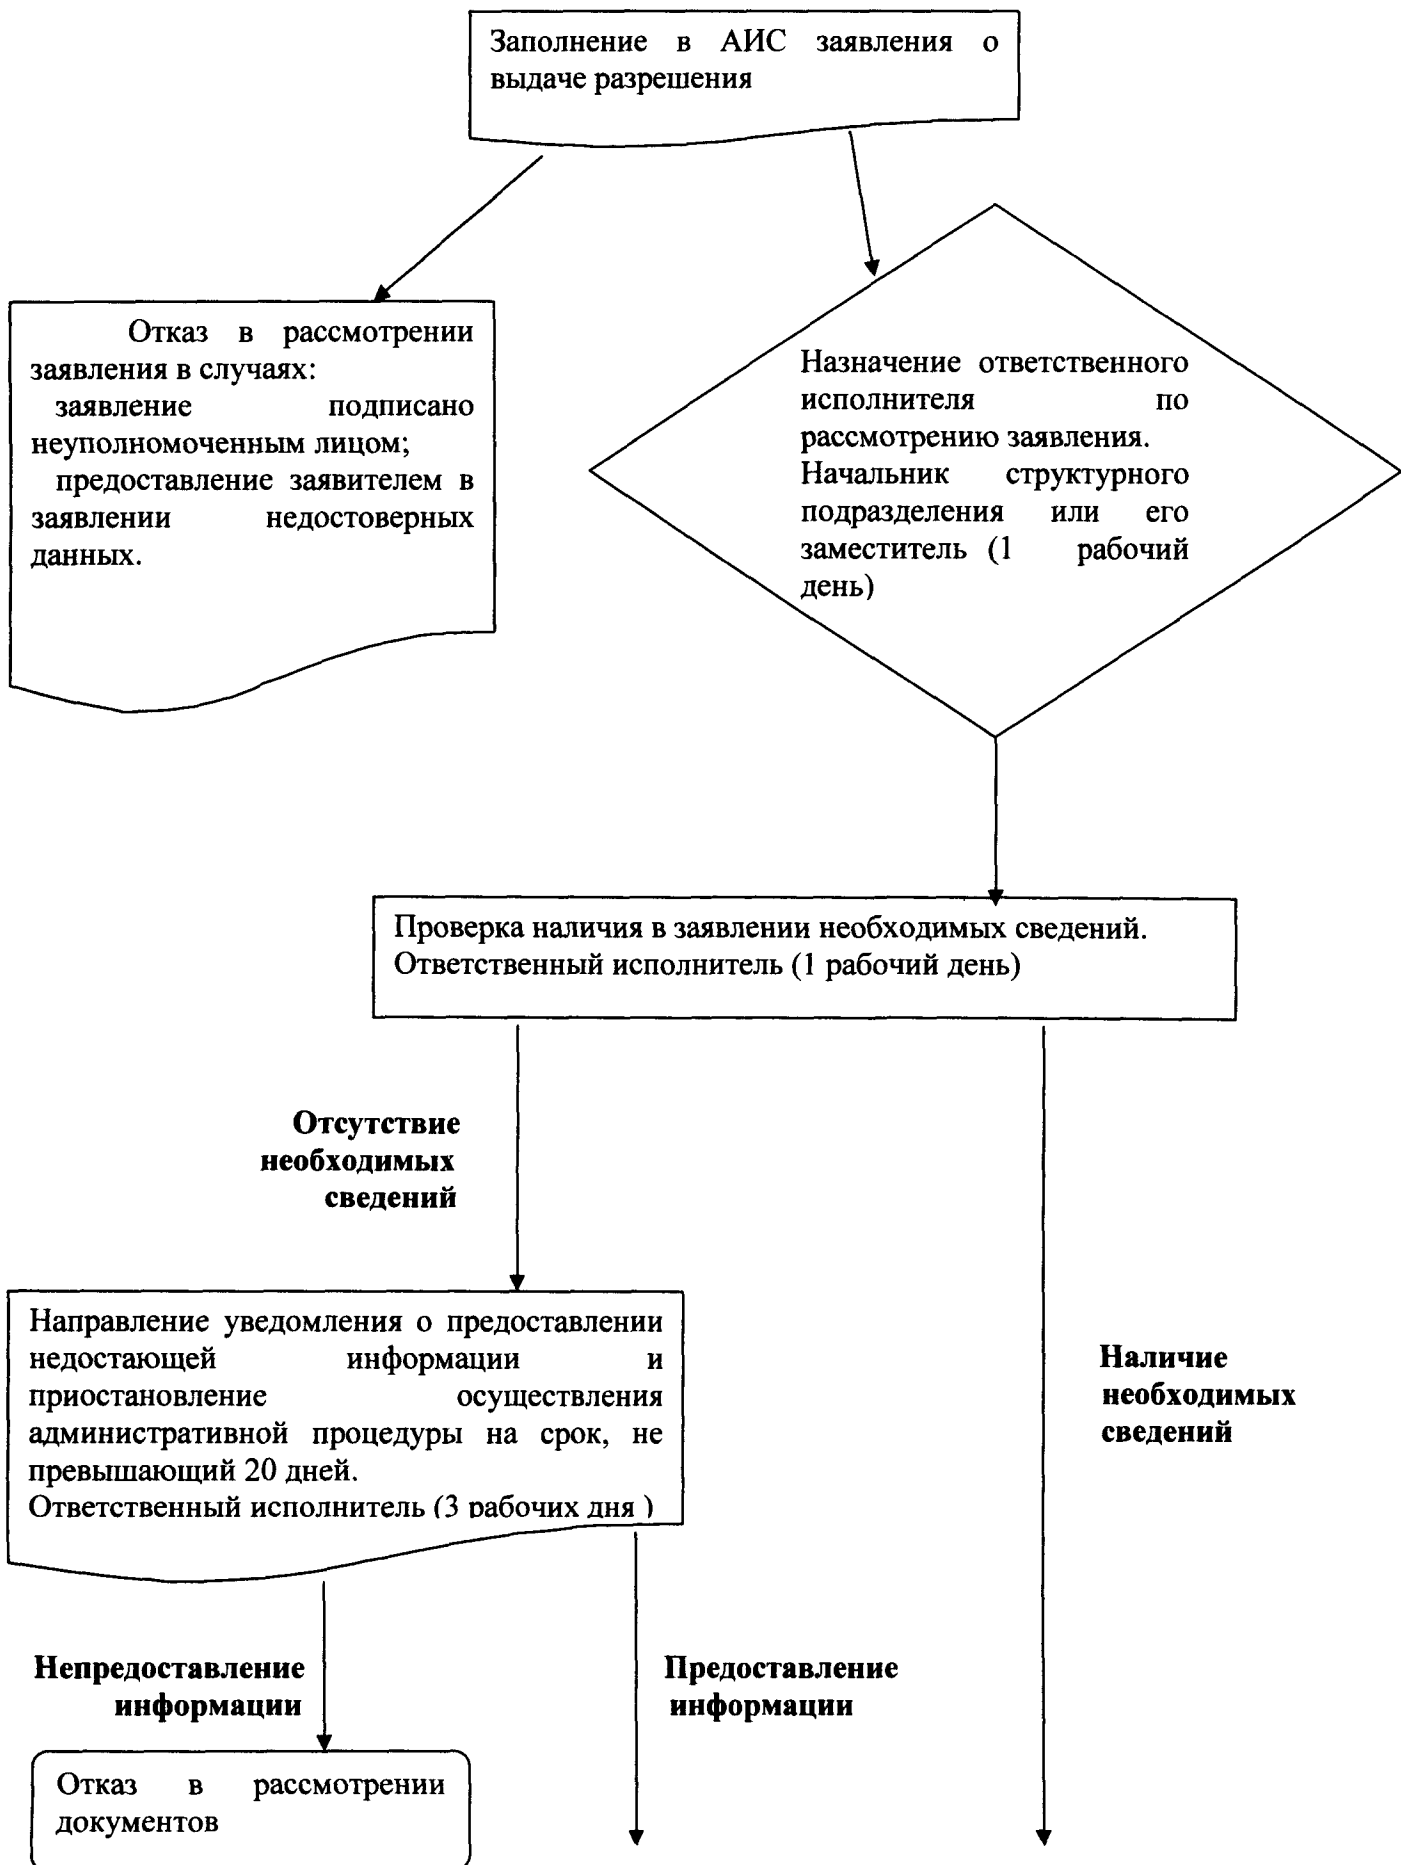 Заполнение в АИС заявления о
выдаче разрешения
Отказ в рассмотрении
заявления в случаях:
заявление подписано
неуполномоченным лицом;
предоставление заявителем в
заявлении недостоверных
данных.
Назначение ответственного
исполнителя по
рассмотрению заявления.
Начальник структурного
подразделения или его
заместитель (1 рабочий
день)
Проверка наличия в заявлении необходимых сведений.
Ответственный исполнитель (1 рабочий день)
Отсутствие
необходимых
сведений
Направление уведомления о предоставлении
недостающей информации и
приостановление осуществления
административной процедуры на срок, не
превышающий 20 дней.
Ответственный исполнитель (3 рабочих дня )
Наличие
необходимых
сведений
Непредоставление
информации
Предоставление
информации
Отказ в рассмотрении
документов